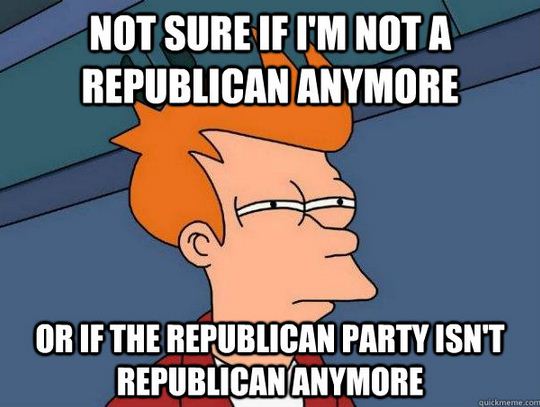 NOT SURE IF I'M NOT A
REPUBLICAN ANYMORE
OR IF THE REPUBLICAN PARTY ISN'T
REPUBLICAN ANYMORE
quickmeme.com